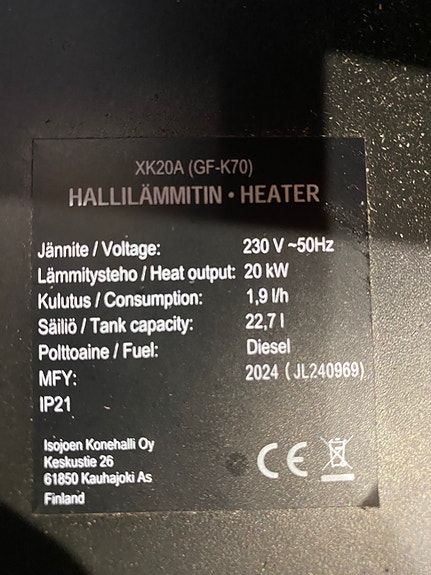 XK20A (GF-K70)
HALLILÄMMITIN • HEATER
Jännite / Voltage: 230 V ~50Hz
Lämmitysteho / Heat output: 20 kW
Kulutus / Consumption: 1,9 l/h
Säiliö / Tank capacity: 22,7 l
Polttoaine / Fuel: Diesel
MFY: 2024 ( JL240969)
IP21
Isojoen Konehalli Oy
Keskustie 26
61850 Kauhajoki As
Finland
CE